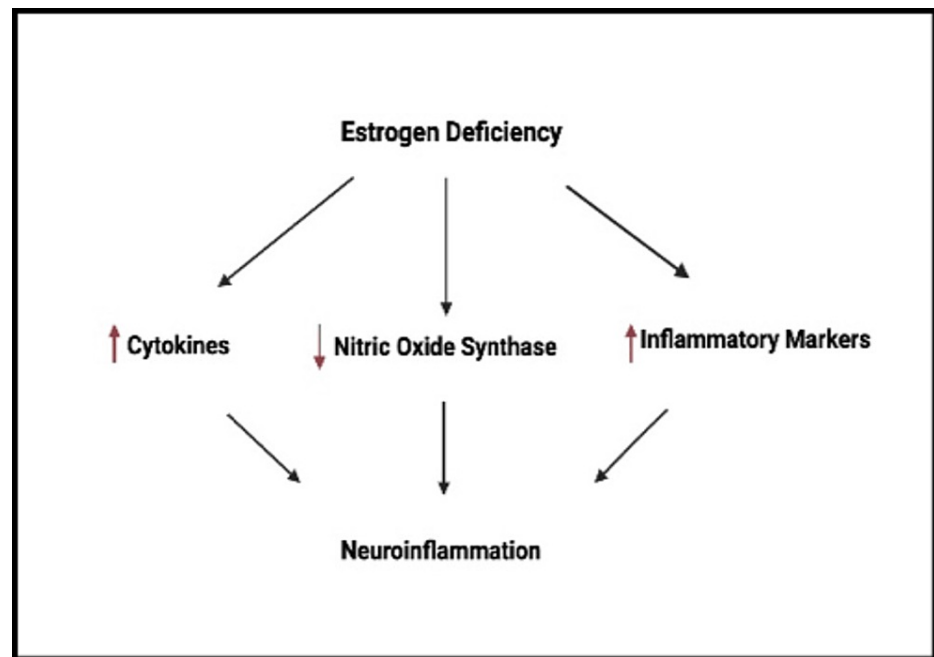 Estrogen Deficiency
Cytokines
Nitric Oxide Synthase
Inflammatory Markers
Neuroinflammation